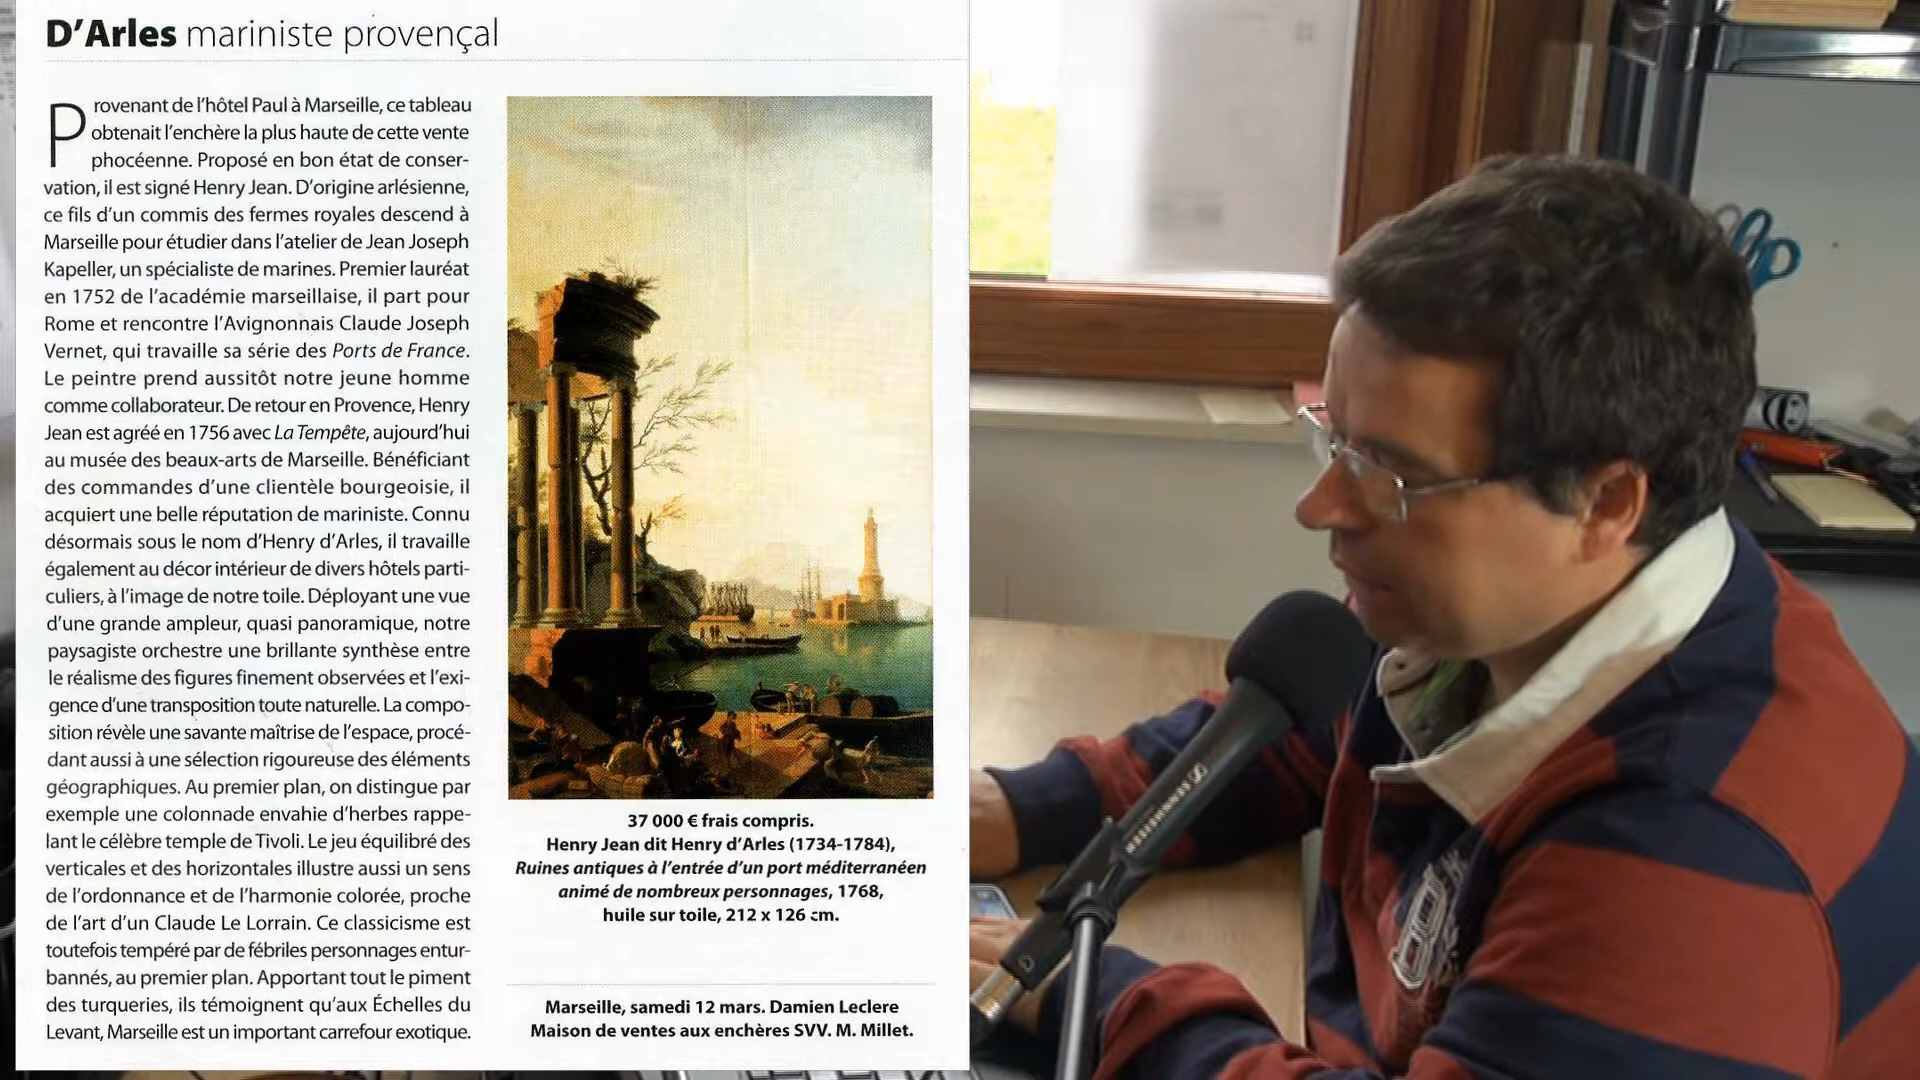 D'Arles mariniste provençal
Provenant de l'hôtel Paul à Marseille, ce tableau
obtenait l'enchère la plus haute de cette vente
phocéenne. Proposé en bon état de conser-
vation, il est signé Henry Jean. D'origine arlésienne,
ce fils d'un commis des fermes royales descend à
Marseille pour étudier dans l'atelier de Jean Joseph
Kapeller, un spécialiste de marines. Premier lauréat
en 1752 de l'académie marseillaise, il part pour
Rome et rencontre l'Avignonnais Claude Joseph
Vernet, qui travaille sa série des Ports de France.
Le peintre prend aussitôt notre jeune homme
comme collaborateur. De retour en Provence, Henry
Jean est agréé en 1756 avec La Tempête, aujourd'hui
au musée des beaux-arts de Marseille. Bénéficiant
des commandes d'une clientèle bourgeoisie, il
acquiert une belle réputation de mariniste. Connu
désormais sous le nom d'Henry d'Arles, il travaille
également au décor intérieur de divers hôtels parti-
culiers, à l'image de notre toile. Déployant une vue
d'une grande ampleur, quasi panoramique, notre
paysagiste orchestre une brillante synthèse entre
le réalisme des figures finement observées et l'exi-
gence d'une transposition toute naturelle. La compo-
sition révèle une savante maîtrise de l'espace, procé-
dant aussi à une sélection rigoureuse des éléments
géographiques. Au premier plan, on distingue par
exemple une colonnade envahie d'herbes rappe-
lant le célèbre temple de Tivoli. Le jeu équilibré des
verticales et des horizontales illustre aussi un sens
de l'ordonnance et de l'harmonie colorée, proche
de l'art d'un Claude Le Lorrain. Ce classicisme est
toutefois tempéré par de fébriles personnages entur-
bannés, au premier plan. Apportant tout le piment
des turqueries, ils témoignent qu'aux Échelles du
Levant, Marseille est un important carrefour exotique.
37 000 € frais compris.
Henry Jean dit Henry d'Arles (1734-1784),
Ruines antiques à l'entrée d'un port méditerranéen
animé de nombreux personnages, 1768,
huile sur toile, 212 x 126 cm.
Marseille, samedi 12 mars. Damien Leclere
Maison de ventes aux enchères SVV. M. Millet.
SENNHEISER
B